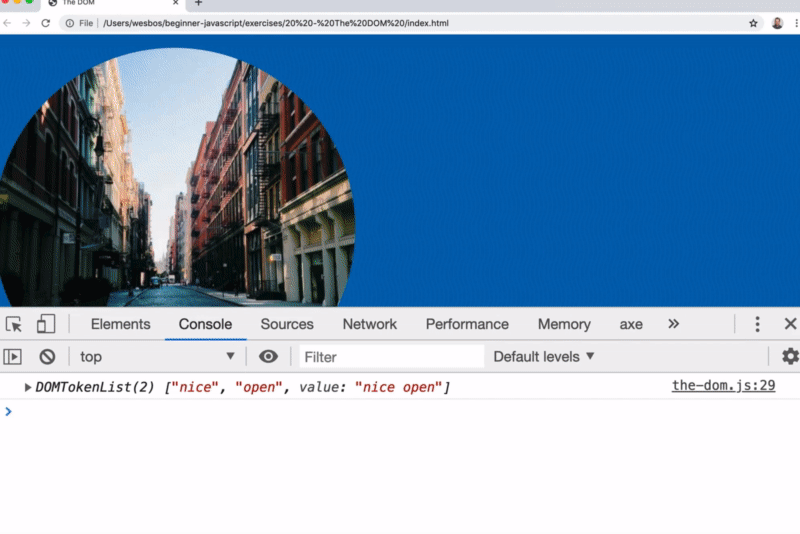 The DOM
File | /Users/wesbos/beginner-javascript/exercises/20%20-%20The%20DOM%20/index.html
Elements Console Sources Network Performance Memory axe
top Filter Default levels
DOMTokenList(2) ["nice", "open", value: "nice open"] the-dom.js:29